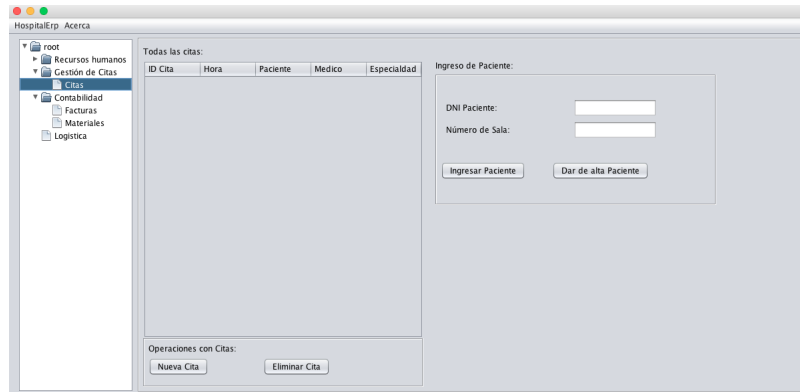 HospitalErp Acerca
root
Recursos humanos
Gestión de Citas
Citas
Contabilidad
Facturas
Materiales
Logistica
Todas las citas:
ID Cita Hora Paciente Medico Especialdad
Operaciones con Citas:
Nueva Cita Eliminar Cita
Ingreso de Paciente:
DNI Paciente:
Número de Sala:
Ingresar Paciente Dar de alta Paciente